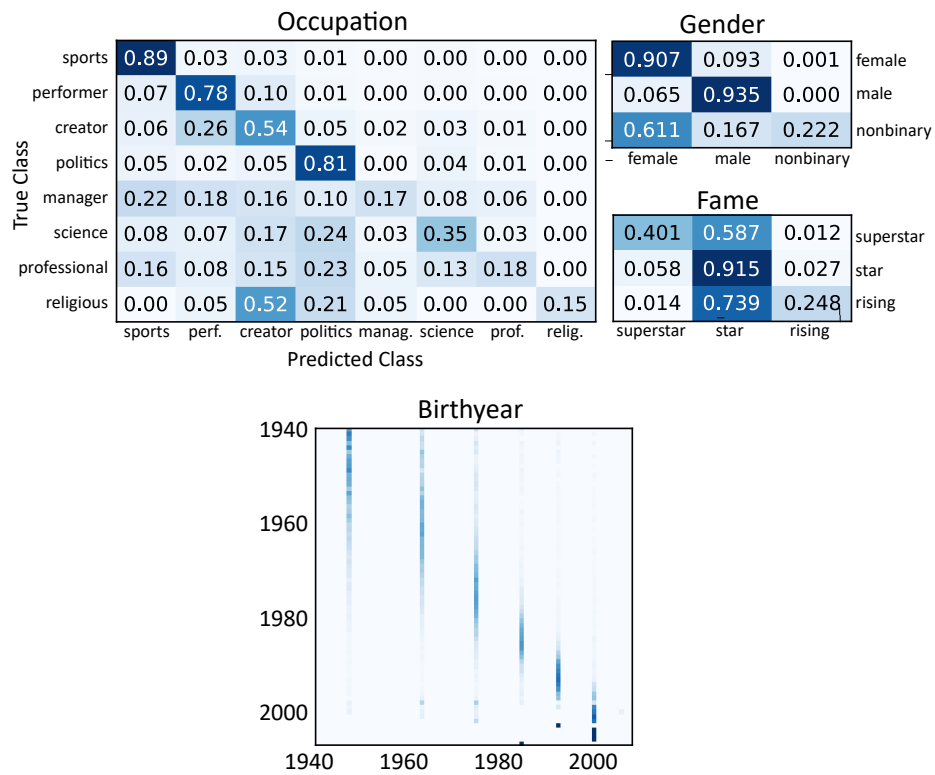 Occupation
sports 0.89 0.03 0.03 0.01 0.00 0.00 0.00 0.00
performer 0.07 0.78 0.10 0.01 0.00 0.00 0.00 0.00
creator 0.06 0.26 0.54 0.05 0.02 0.03 0.01 0.00
politics 0.05 0.02 0.05 0.81 0.00 0.04 0.01 0.00
manager 0.22 0.18 0.16 0.10 0.17 0.08 0.06 0.00
science 0.08 0.07 0.17 0.24 0.03 0.35 0.03 0.00
professional 0.16 0.08 0.15 0.23 0.05 0.13 0.18 0.00
religious 0.00 0.05 0.52 0.21 0.05 0.00 0.00 0.15
sports perf. creator politics manag. science prof. relig.
True Class
Predicted Class
Gender
0.907 0.093 0.001 female
0.065 0.935 0.000 male
0.611 0.167 0.222 nonbinary
female male nonbinary
Fame
0.401 0.587 0.012 superstar
0.058 0.915 0.027 star
0.014 0.739 0.248 rising
superstar star rising
Birthyear
1940
1960
1980
2000
1940 1960 1980 2000